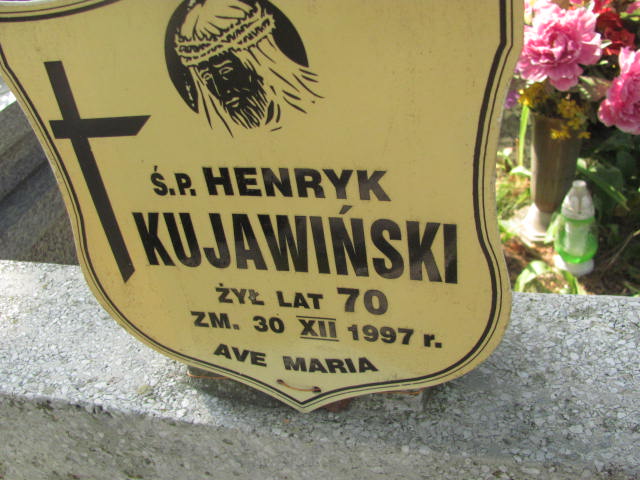 Ś.P. HENRYK
KUJAWIŃSKI
ŻYŁ LAT 70
ZM. 30 XII 1997 r.
AVE MARIA